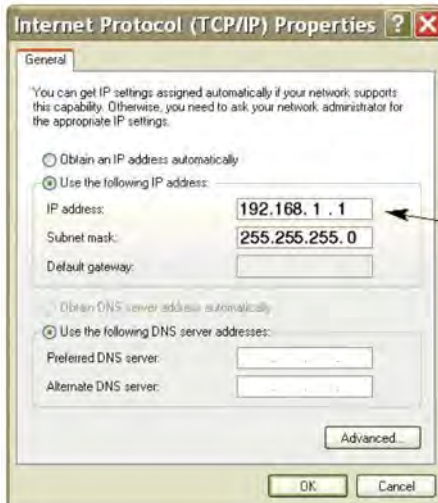 Internet Protocol (TCP/IP) Properties
General
You can get IP settings assigned automatically if your network supports
this capability. Otherwise, you need to ask your network administrator for
the appropriate IP settings.
Obtain an IP address automatically
Use the following IP address:
IP address: 192.168. 1 . 1
Subnet mask: 255.255.255. 0
Default gateway:
Obtain DNS server address automatically
Use the following DNS server addresses:
Preferred DNS server:
Alternate DNS server:
Advanced...
OK Cancel